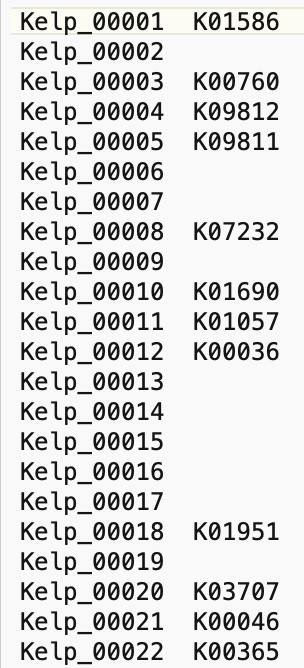 Kelp_00001 K01586
Kelp_00002
Kelp_00003 K00760
Kelp_00004 K09812
Kelp_00005 K09811
Kelp_00006
Kelp_00007
Kelp_00008 K07232
Kelp_00009
Kelp_00010 K01690
Kelp_00011 K01057
Kelp_00012 K00036
Kelp_00013
Kelp_00014
Kelp_00015
Kelp_00016
Kelp_00017
Kelp_00018 K01951
Kelp_00019
Kelp_00020 K03707
Kelp_00021 K00046
Kelp_00022 K00365